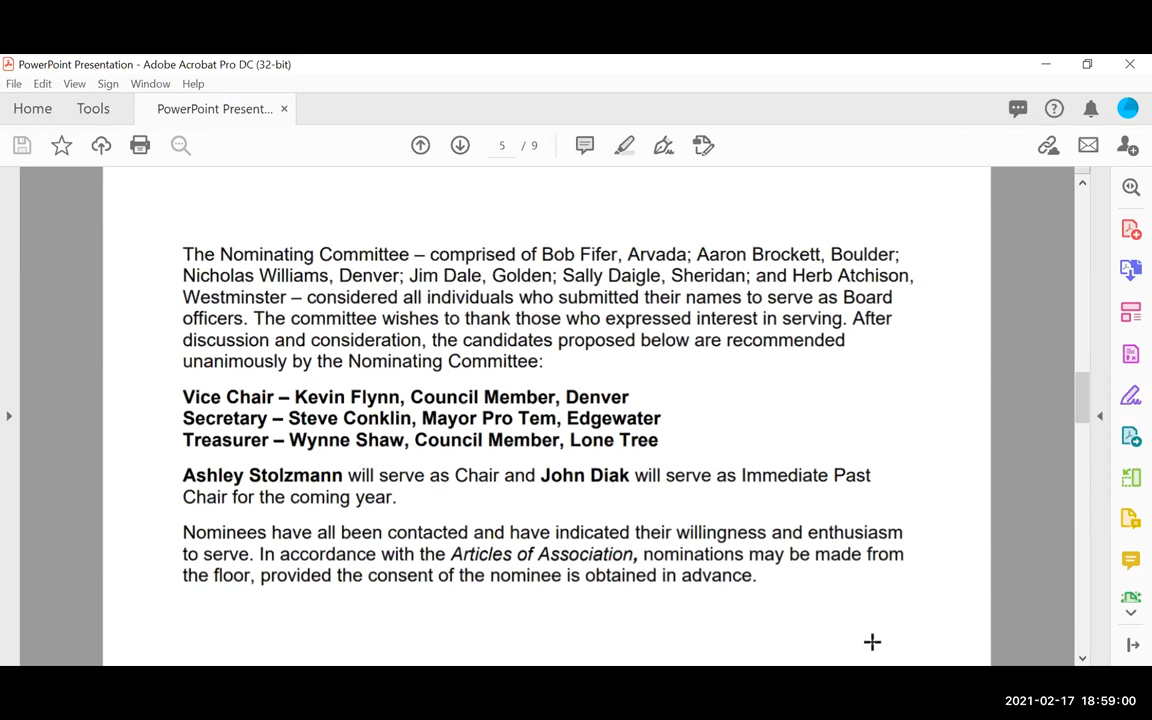 PowerPoint Presentation - Adobe Acrobat Pro DC (32-bit)
File Edit View Sign Window Help
Home Tools PowerPoint Present... ×
5 / 9
The Nominating Committee – comprised of Bob Fifer, Arvada; Aaron Brockett, Boulder;
Nicholas Williams, Denver; Jim Dale, Golden; Sally Daigle, Sheridan; and Herb Atchison,
Westminster – considered all individuals who submitted their names to serve as Board
officers. The committee wishes to thank those who expressed interest in serving. After
discussion and consideration, the candidates proposed below are recommended
unanimously by the Nominating Committee:
Vice Chair – Kevin Flynn, Council Member, Denver
Secretary – Steve Conklin, Mayor Pro Tem, Edgewater
Treasurer – Wynne Shaw, Council Member, Lone Tree
Ashley Stolzmann will serve as Chair and John Diak will serve as Immediate Past
Chair for the coming year.
Nominees have all been contacted and have indicated their willingness and enthusiasm
to serve. In accordance with the Articles of Association, nominations may be made from
the floor, provided the consent of the nominee is obtained in advance.
2021-02-17 18:59:00